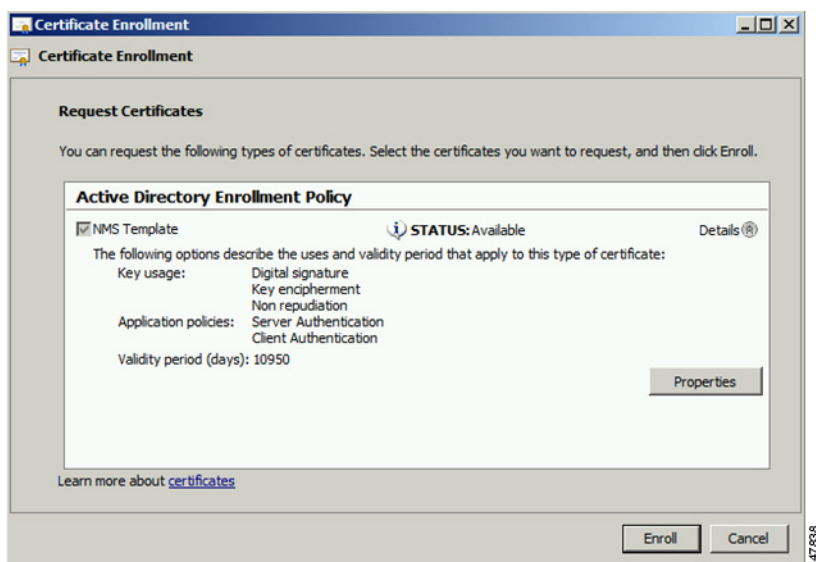 Certificate Enrollment
Certificate Enrollment
Request Certificates
You can request the following types of certificates. Select the certificates you want to request, and then click Enroll.
Active Directory Enrollment Policy
NMS Template STATUS: Available Details
The following options describe the uses and validity period that apply to this type of certificate:
Key usage: Digital signature
Key encipherment
Non repudiation
Application policies: Server Authentication
Client Authentication
Validity period (days): 10950
Properties
Learn more about certificates
Enroll Cancel
47838